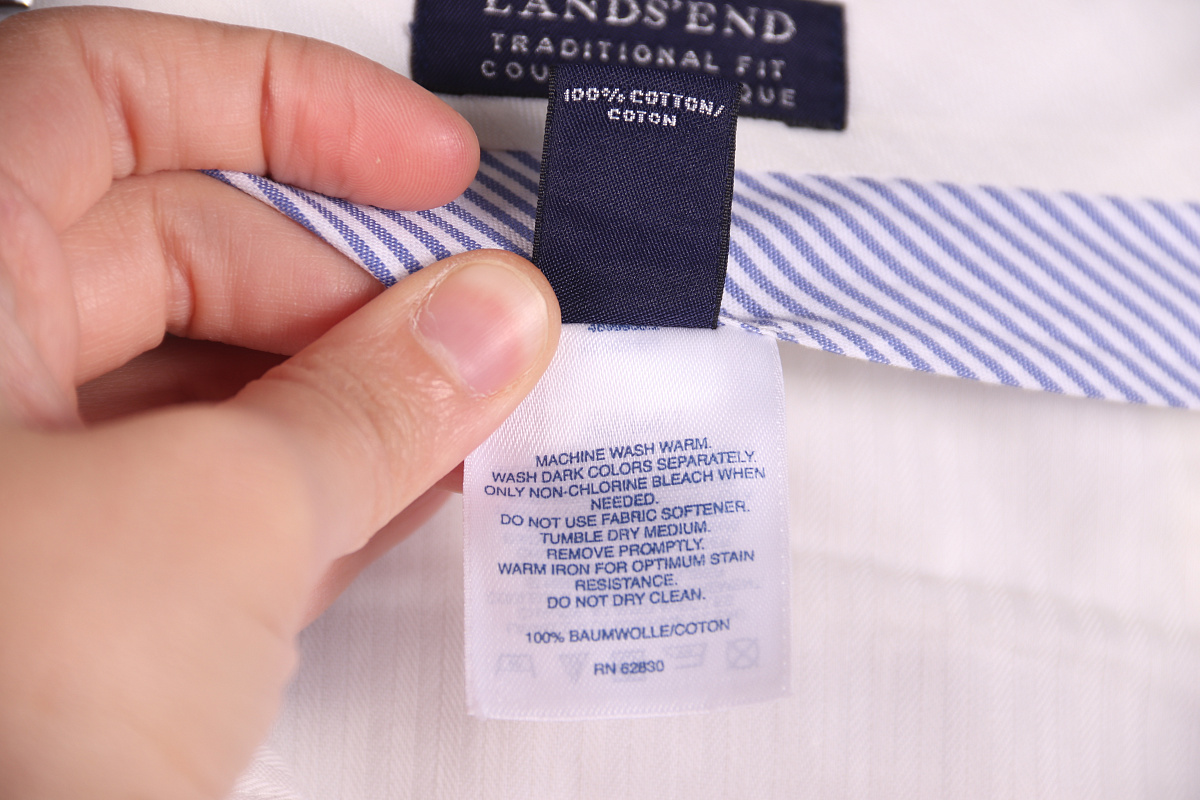 LANDS' END
TRADITIONAL FIT
100% COTTON/
COTON
MACHINE WASH WARM.
WASH DARK COLORS SEPARATELY.
ONLY NON-CHLORINE BLEACH WHEN
NEEDED.
DO NOT USE FABRIC SOFTENER.
TUMBLE DRY MEDIUM.
REMOVE PROMPTLY.
WARM IRON FOR OPTIMUM STAIN
RESISTANCE.
DO NOT DRY CLEAN.
100% BAUMWOLLE/COTON
RN 62830